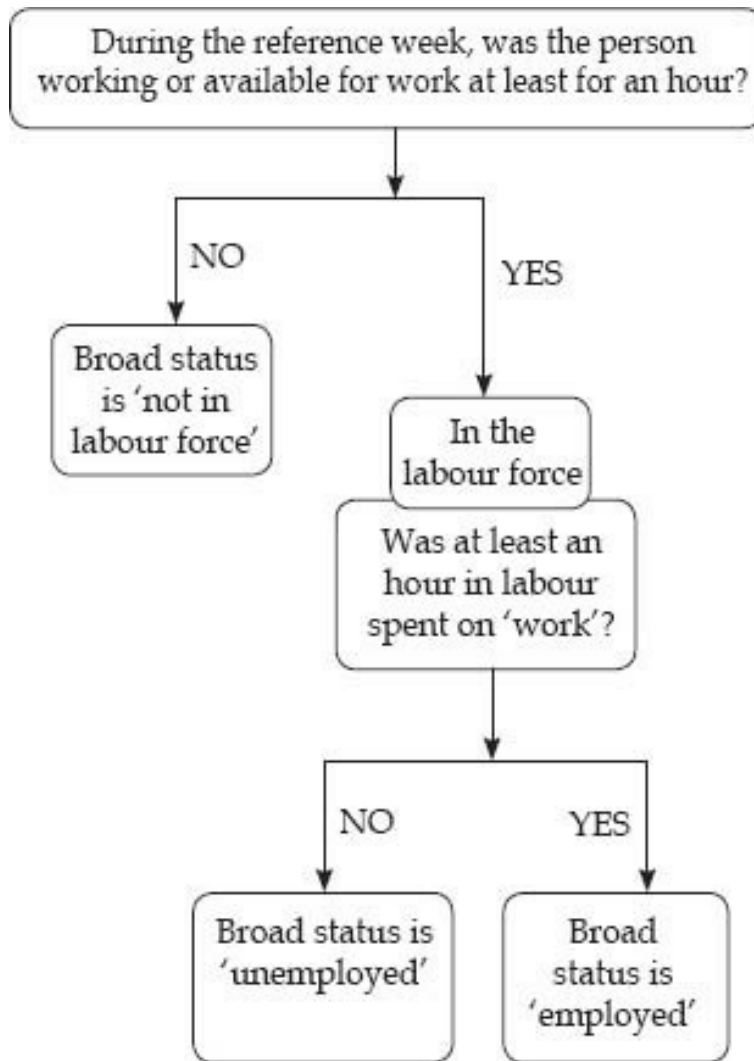 During the reference week, was the person
working or available for work at least for an hour?
NO
YES
Broad status
is ‘not in
labour force’
In the
labour force
Was at least an
hour in labour
spent on ‘work’?
NO
YES
Broad status is
‘unemployed’
Broad
status is
‘employed’